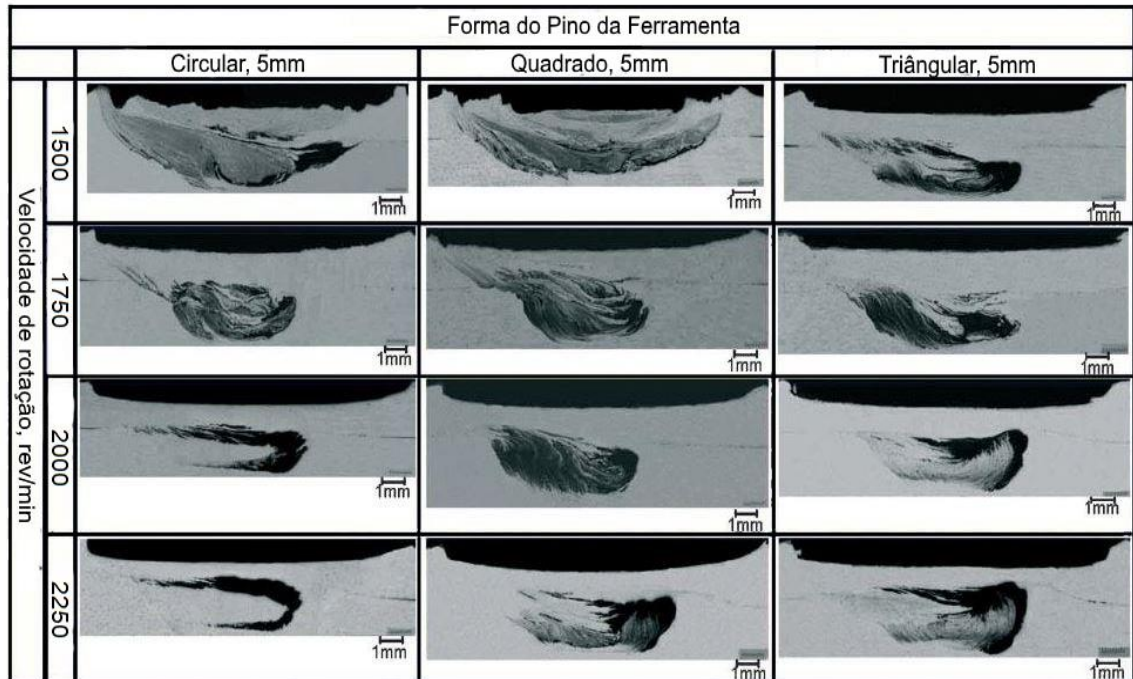 Forma do Pino da Ferramenta
Circular, 5mm
Quadrado, 5mm
Triângular, 5mm
Velocidade de rotação, rev/min
1500
1mm
1mm
1mm
1750
1mm
1mm
1mm
20000
1mm
1mm
1mm
2250
1mm
1mm
1mm